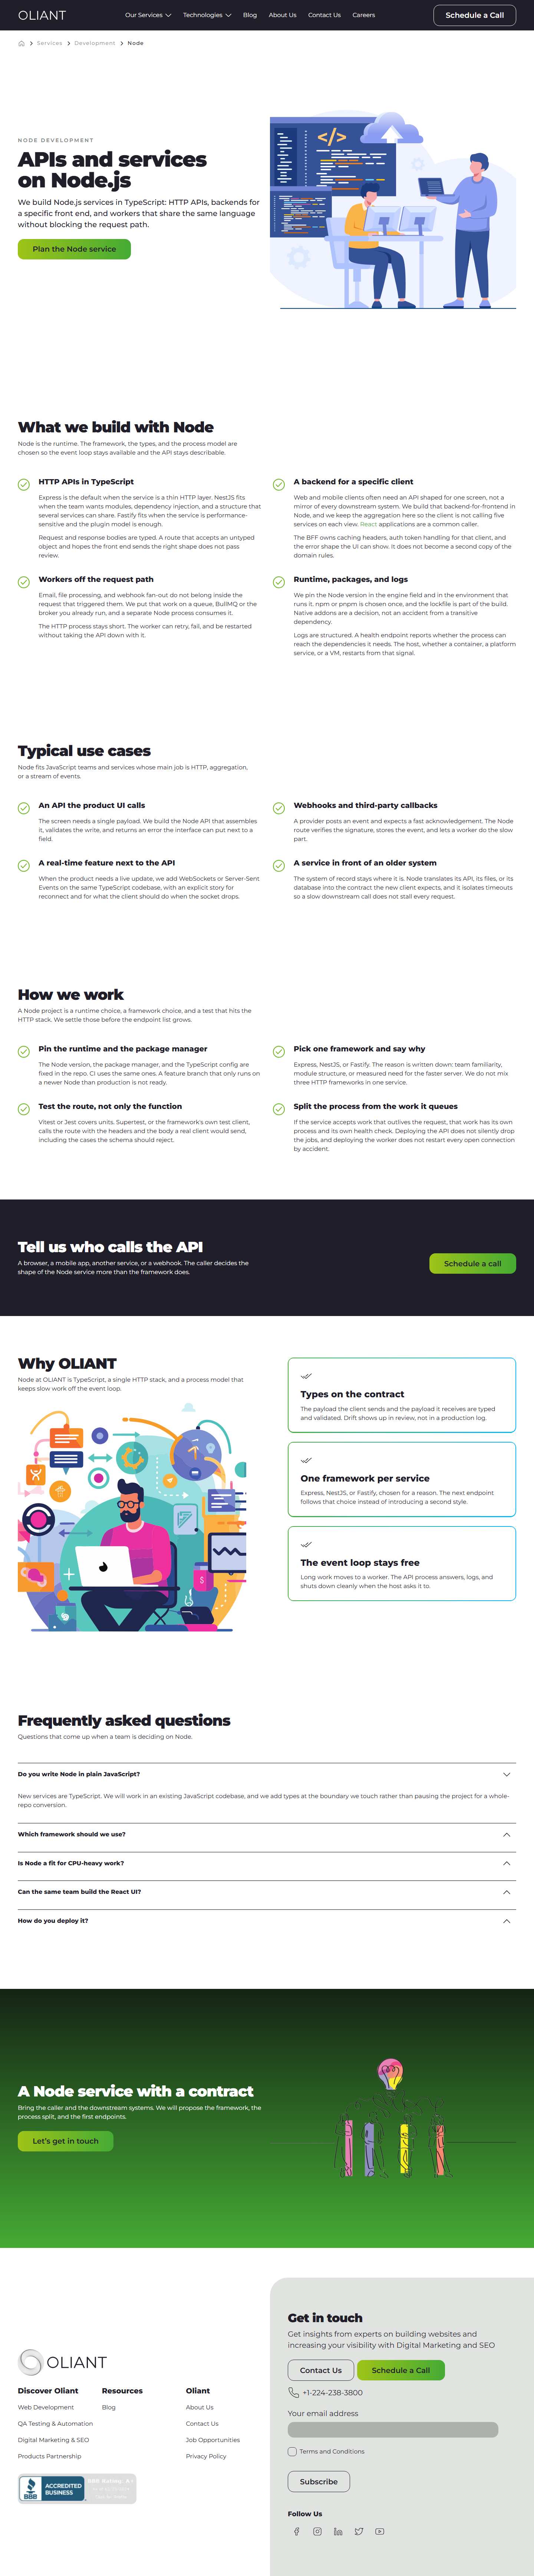 OLIANT
Our Services
Technologies
Blog
About Us
Contact Us
Careers
Schedule a Call
Services
Development
Node
NODE DEVELOPMENT
APIs and services
on Node.js
We build Node.js services in TypeScript: HTTP APIs, backends for
a specific front end, and workers that share the same language
without blocking the request path.
Plan the Node service
What we build with Node
Node is the runtime. The framework, the types, and the process model are
chosen so the event loop stays available and the API stays describable.
HTTP APIs in TypeScript
Express is the default when the service is a thin HTTP layer. NestJS fits
when the team wants modules, dependency injection, and a structure that
several services can share. Fastify fits when the service is performance-
sensitive and the plugin model is enough.
Request and response bodies are typed. A route that accepts an untyped
object and hopes the front end sends the right shape does not pass
review.
A backend for a specific client
Web and mobile clients often need an API shaped for one screen, not a
mirror of every downstream system. We build that backend-for-frontend in
Node, and we keep the aggregation here so the client is not calling five
services on each view. React applications are a common caller.
The BFF owns caching headers, auth token handling for that client, and
the error shape the UI can show. It does not become a second copy of the
domain rules.
Workers off the request path
Email, file processing, and webhook fan-out do not belong inside the
request that triggered them. We put that work on a queue, BullMQ or the
broker you already run, and a separate Node process consumes it.
The HTTP process stays short. The worker can retry, fail, and be restarted
without taking the API down with it.
Runtime, packages, and logs
We pin the Node version in the engine field and in the environment that
runs it. npm or pnpm is chosen once, and the lockfile is part of the build.
Native addons are a decision, not an accident from a transitive
dependency.
Logs are structured. A health endpoint reports whether the process can
reach the dependencies it needs. The host, whether a container, a platform
service, or a VM, restarts from that signal.
Typical use cases
Node fits JavaScript teams and services whose main job is HTTP, aggregation,
or a stream of events.
An API the product UI calls
The screen needs a single payload. We build the Node API that assembles
it, validates the write, and returns an error the interface can put next to a
field.
Webhooks and third-party callbacks
A provider posts an event and expects a fast acknowledgement. The Node
route verifies the signature, stores the event, and lets a worker do the slow
part.
A real-time feature next to the API
When the product needs a live update, we add WebSockets or Server-Sent
Events on the same TypeScript codebase, with an explicit story for
reconnect and for what the client should do when the socket drops.
A service in front of an older system
The system of record stays where it is. Node translates its API, its files, or its
database into the contract the new client expects, and it isolates timeouts
so a slow downstream call does not stall every request.
How we work
A Node project is a runtime choice, a framework choice, and a test that hits the
HTTP stack. We settle those before the endpoint list grows.
Pin the runtime and the package manager
The Node version, the package manager, and the TypeScript config are
fixed in the repo. CI uses the same ones. A feature branch that only runs on
a newer Node than production is not ready.
Pick one framework and say why
Express, NestJS, or Fastify. The reason is written down: team familiarity,
module structure, or measured need for the faster server. We do not mix
three HTTP frameworks in one service.
Test the route, not only the function
Vitest or Jest covers units. Supertest, or the framework's own test client,
calls the route with the headers and the body a real client would send,
including the cases the schema should reject.
Split the process from the work it queues
If the service accepts work that outlives the request, that work has its own
process and its own health check. Deploying the API does not silently drop
the jobs, and deploying the worker does not restart every open connection
by accident.
Tell us who calls the API
A browser, a mobile app, another service, or a webhook. The caller decides the
shape of the Node service more than the framework does.
Schedule a call
Why OLIANT
Node at OLIANT is TypeScript, a single HTTP stack, and a process model that
keeps slow work off the event loop.
Types on the contract
The payload the client sends and the payload it receives are typed
and validated. Drift shows up in review, not in a production log.
One framework per service
Express, NestJS, or Fastify, chosen for a reason. The next endpoint
follows that choice instead of introducing a second style.
The event loop stays free
Long work moves to a worker. The API process answers, logs, and
shuts down cleanly when the host asks it to.
Frequently asked questions
Questions that come up when a team is deciding on Node.
Do you write Node in plain JavaScript?
New services are TypeScript. We will work in an existing JavaScript codebase, and we add types at the boundary we touch rather than pausing the project for a whole-
repo conversion.
Which framework should we use?
Is Node a fit for CPU-heavy work?
Can the same team build the React UI?
How do you deploy it?
A Node service with a contract
Bring the caller and the downstream systems. We will propose the framework, the
process split, and the first endpoints.
Let's get in touch
Get in touch
Get insights from experts on building websites and
increasing your visibility with Digital Marketing and SEO
Contact Us
Schedule a Call
+1-224-238-3800
Your email address
Terms and Conditions
Subscribe
Follow Us
OLIANT
Discover Oliant
Web Development
QA Testing & Automation
Digital Marketing & SEO
Products Partnership
Resources
Blog
Oliant
About Us
Contact Us
Job Opportunities
Privacy Policy
BBB
ACCREDITED
BUSINESS
BBB Rating: A+